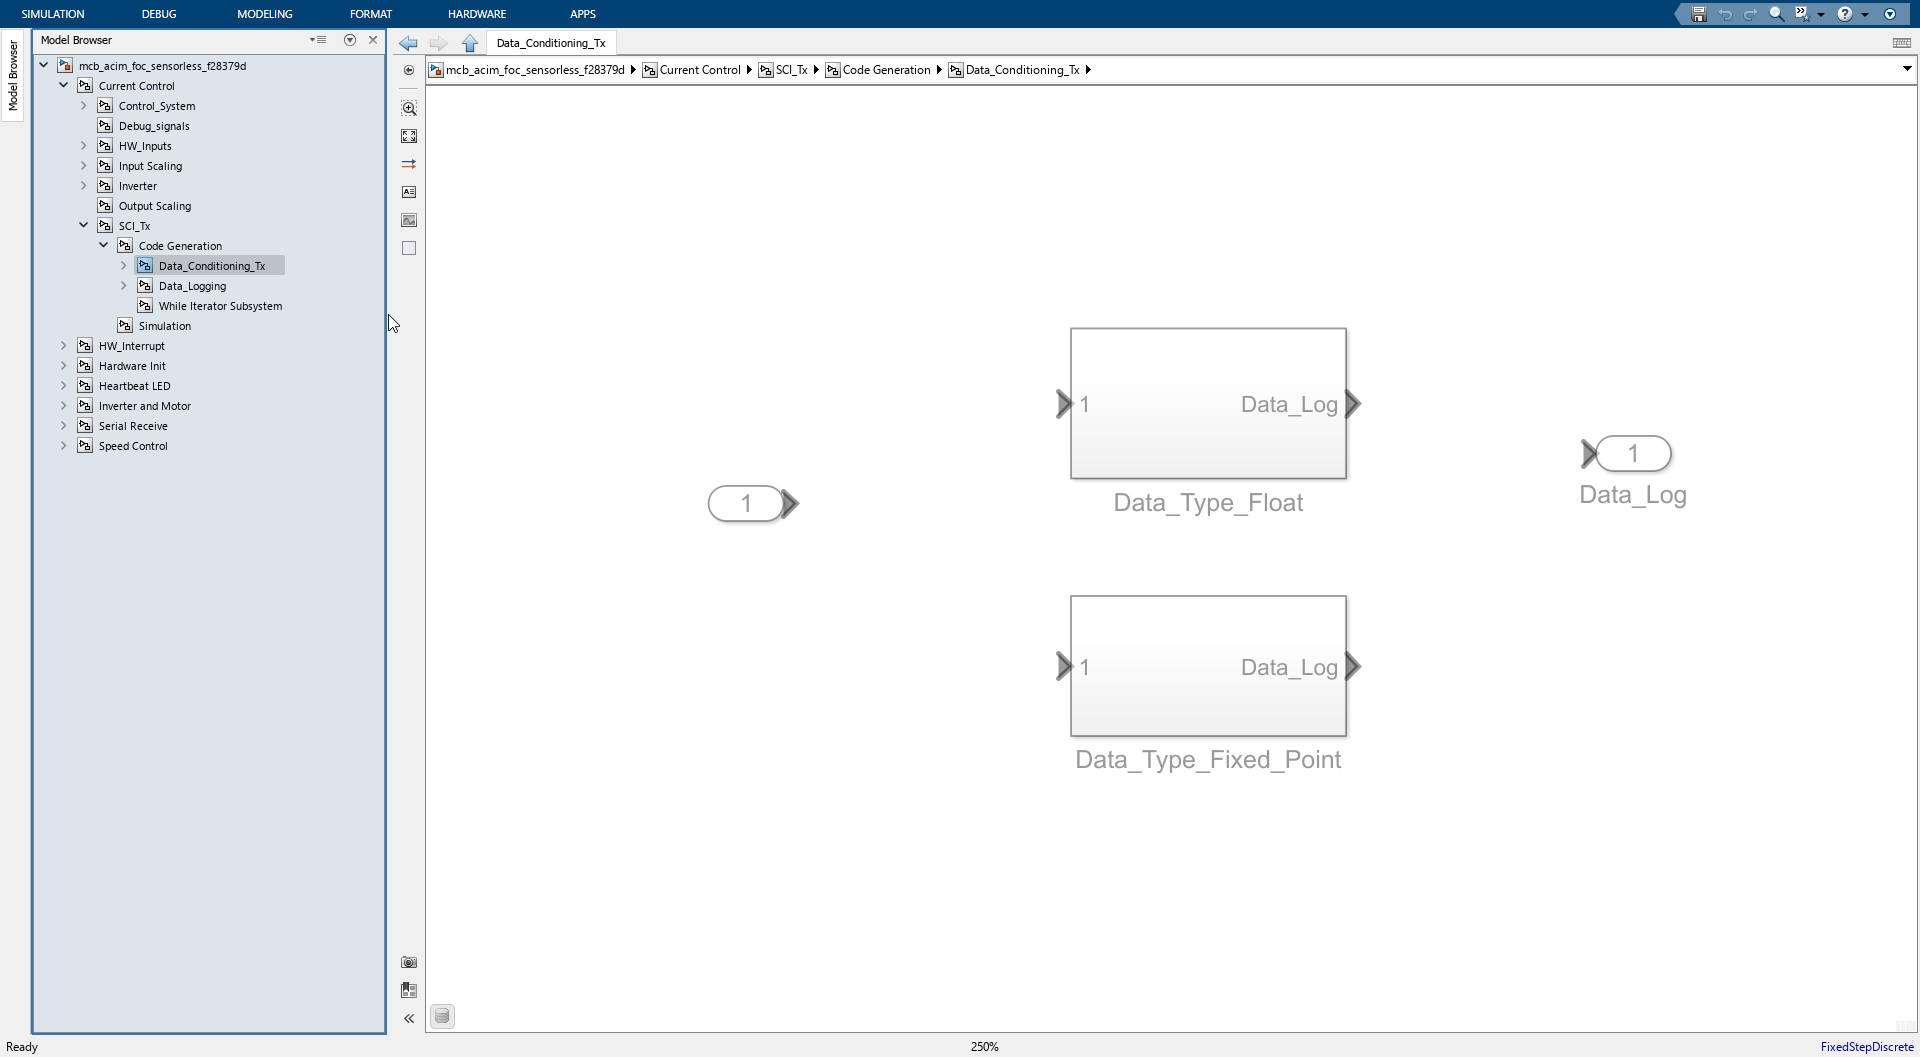 SIMULATION DEBUG MODELING FORMAT HARDWARE APPS
Model Browser
Model Browser
Data_Conditioning_Tx
mcb_acim_foc_sensorless_f28379d Current Control SCI_Tx Code Generation Data_Conditioning_Tx
mcb_acim_foc_sensorless_f28379d
Current Control
Control_System
Debug_signals
HW_Inputs
Input Scaling
Inverter
Output Scaling
SCI_Tx
Code Generation
Data_Conditioning_Tx
Data_Logging
While Iterator Subsystem
Simulation
HW_Interrupt
Hardware Init
Heartbeat LED
Inverter and Motor
Serial Receive
Speed Control
1 Data_Log
Data_Type_Float
1
1
Data_Log
1 Data_Log
Data_Type_Fixed_Point
Ready 250% FixedStepDiscrete